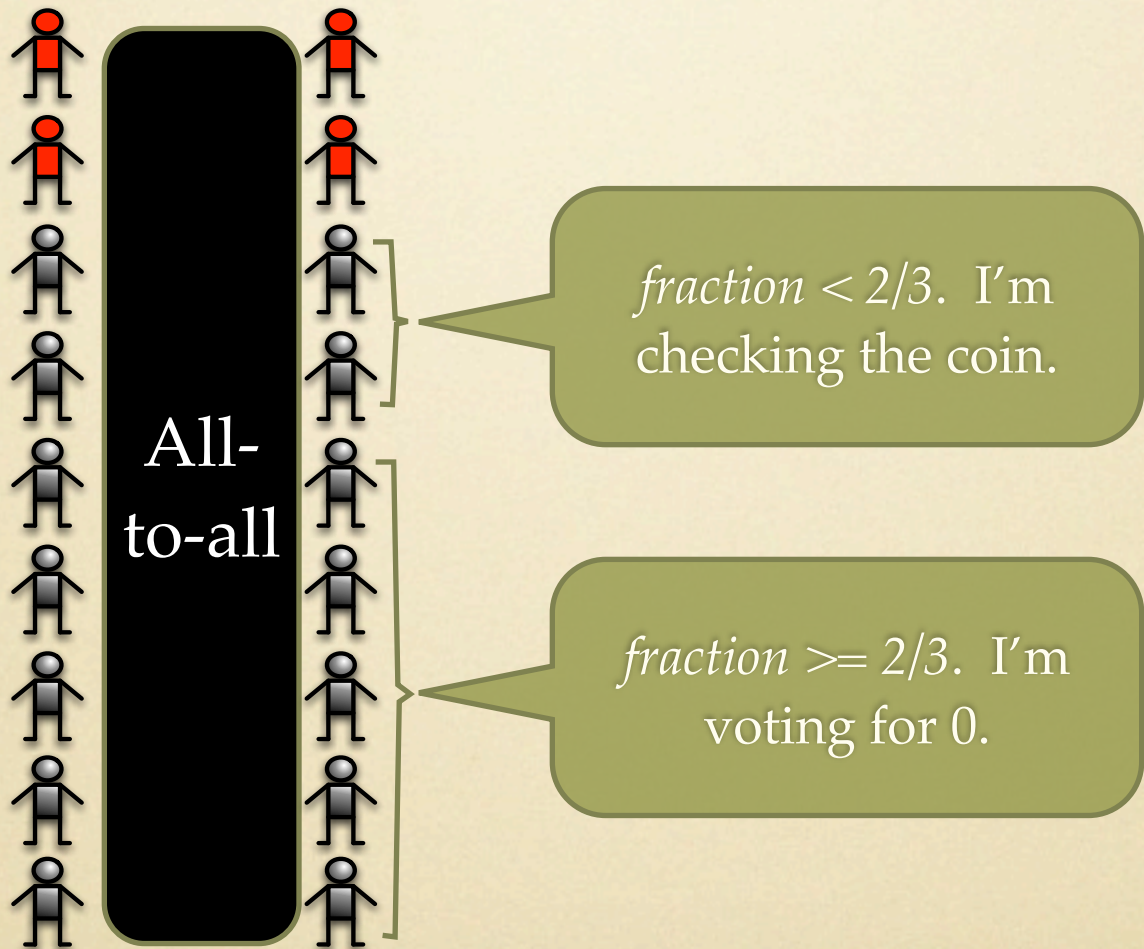 All-
to-all
fraction < 2/3.  I’m
checking the coin.
fraction >= 2/3.  I’m
voting for 0.